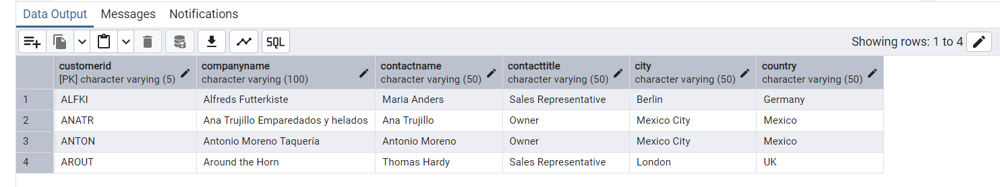 Data Output Messages Notifications
SQL Showing rows: 1 to 4
customerid companyname contactname contacttitle city country
[PK] character varying (5) character varying (100) character varying (50) character varying (50) character varying (50) character varying (50)
1 ALFKI Alfreds Futterkiste Maria Anders Sales Representative Berlin Germany
2 ANATR Ana Trujillo Emparedados y helados Ana Trujillo Owner Mexico City Mexico
3 ANTON Antonio Moreno Taquería Antonio Moreno Owner Mexico City Mexico
4 AROUT Around the Horn Thomas Hardy Sales Representative London UK